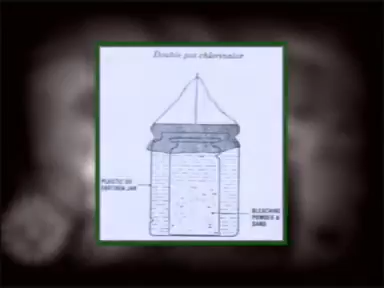 Double pot chlorinator
PLASTIC OR
EARTHEN JAR
BLEACHING
POWDER &
SAND